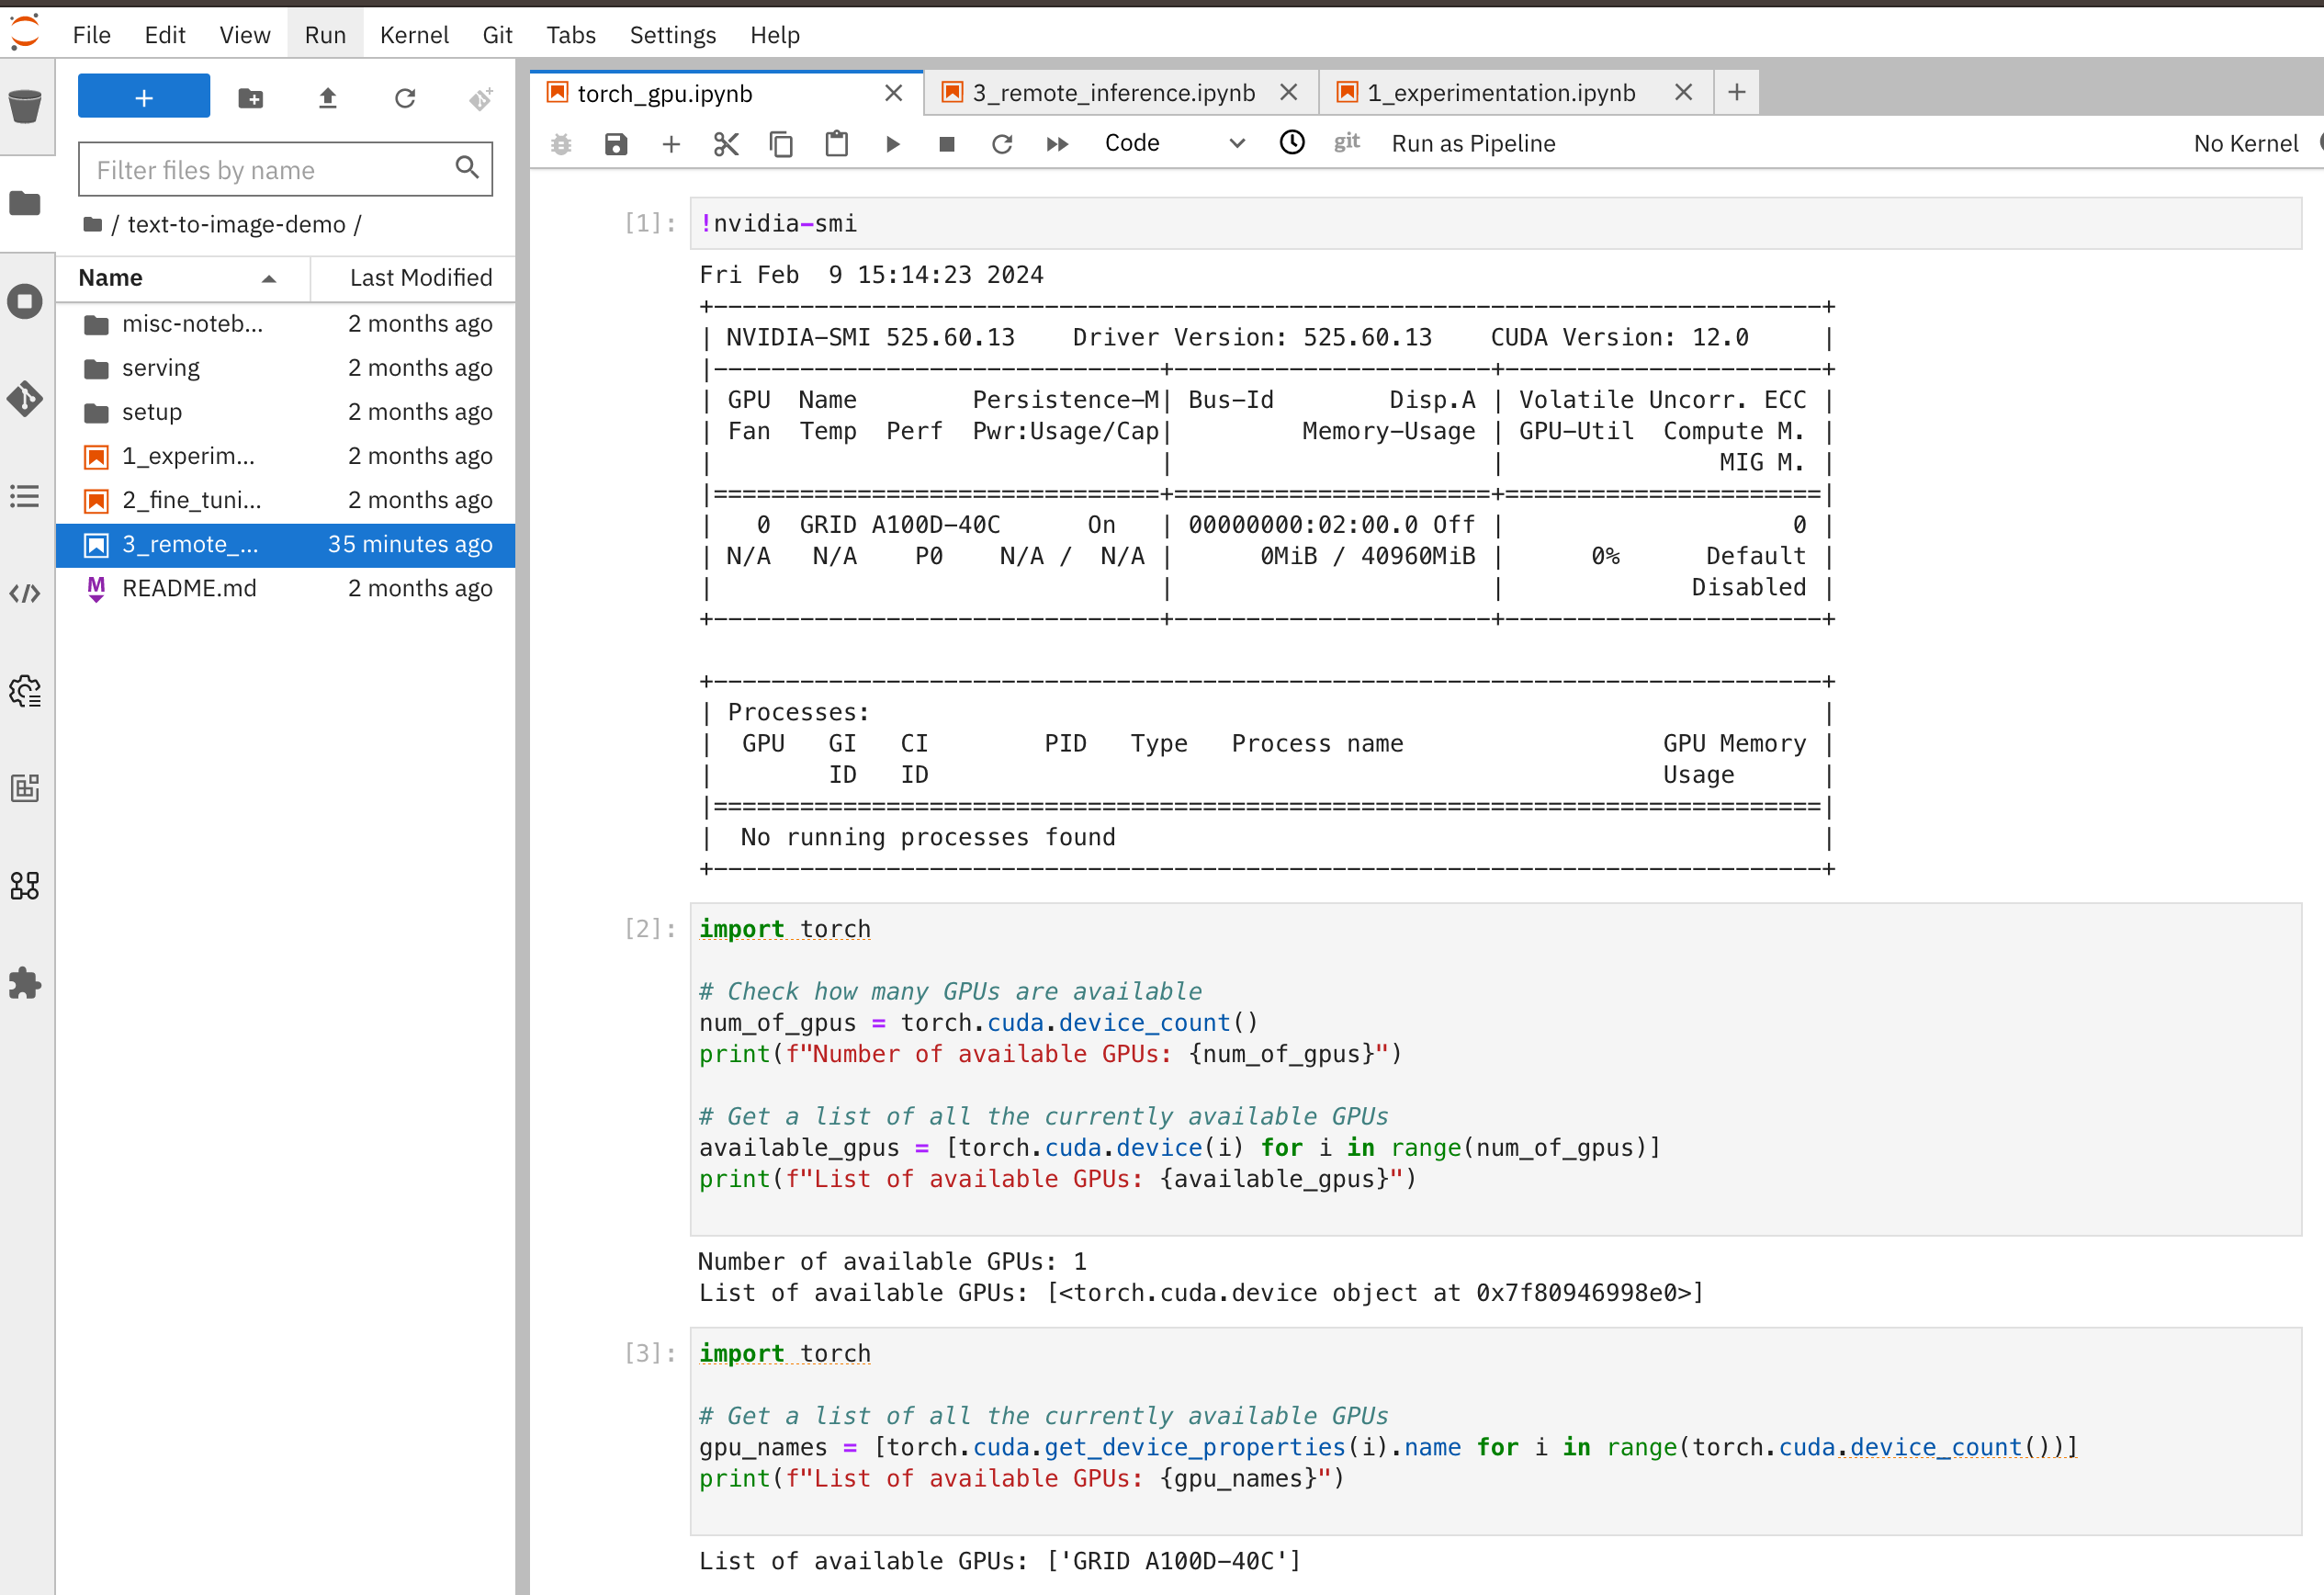 File Edit View Run Kernel Git Tabs Settings Help
+
Filter files by name
/ text-to-image-demo /
Name Last Modified
misc-noteb... 2 months ago
serving 2 months ago
setup 2 months ago
1_experim... 2 months ago
2_fine_tuni... 2 months ago
3_remote_... 35 minutes ago
README.md 2 months ago
torch_gpu.ipynb 3_remote_inference.ipynb 1_experimentation.ipynb +
Code git Run as Pipeline No Kernel
[1]: !nvidia-smi
Fri Feb  9 15:14:23 2024
+-----------------------------------------------------------------------------+
| NVIDIA-SMI 525.60.13    Driver Version: 525.60.13    CUDA Version: 12.0     |
|-------------------------------+----------------------+----------------------+
| GPU  Name        Persistence-M| Bus-Id        Disp.A | Volatile Uncorr. ECC |
| Fan  Temp  Perf  Pwr:Usage/Cap|         Memory-Usage | GPU-Util  Compute M. |
|                               |                      |               MIG M. |
|===============================+======================+======================|
|   0  GRID A100D-40C      On   | 00000000:02:00.0 Off |                    0 |
| N/A   N/A    P0    N/A /  N/A |      0MiB / 40960MiB |      0%      Default |
|                               |                      |             Disabled |
+-------------------------------+----------------------+----------------------+
+-----------------------------------------------------------------------------+
| Processes:                                                                  |
|  GPU   GI   CI        PID   Type   Process name                  GPU Memory |
|        ID   ID                                                   Usage      |
|=============================================================================|
|  No running processes found                                                 |
+-----------------------------------------------------------------------------+
[2]: import torch
# Check how many GPUs are available
num_of_gpus = torch.cuda.device_count()
print(f"Number of available GPUs: {num_of_gpus}")
# Get a list of all the currently available GPUs
available_gpus = [torch.cuda.device(i) for i in range(num_of_gpus)]
print(f"List of available GPUs: {available_gpus}")
Number of available GPUs: 1
List of available GPUs: [<torch.cuda.device object at 0x7f80946998e0>]
[3]: import torch
# Get a list of all the currently available GPUs
gpu_names = [torch.cuda.get_device_properties(i).name for i in range(torch.cuda.device_count())]
print(f"List of available GPUs: {gpu_names}")
List of available GPUs: ['GRID A100D-40C']